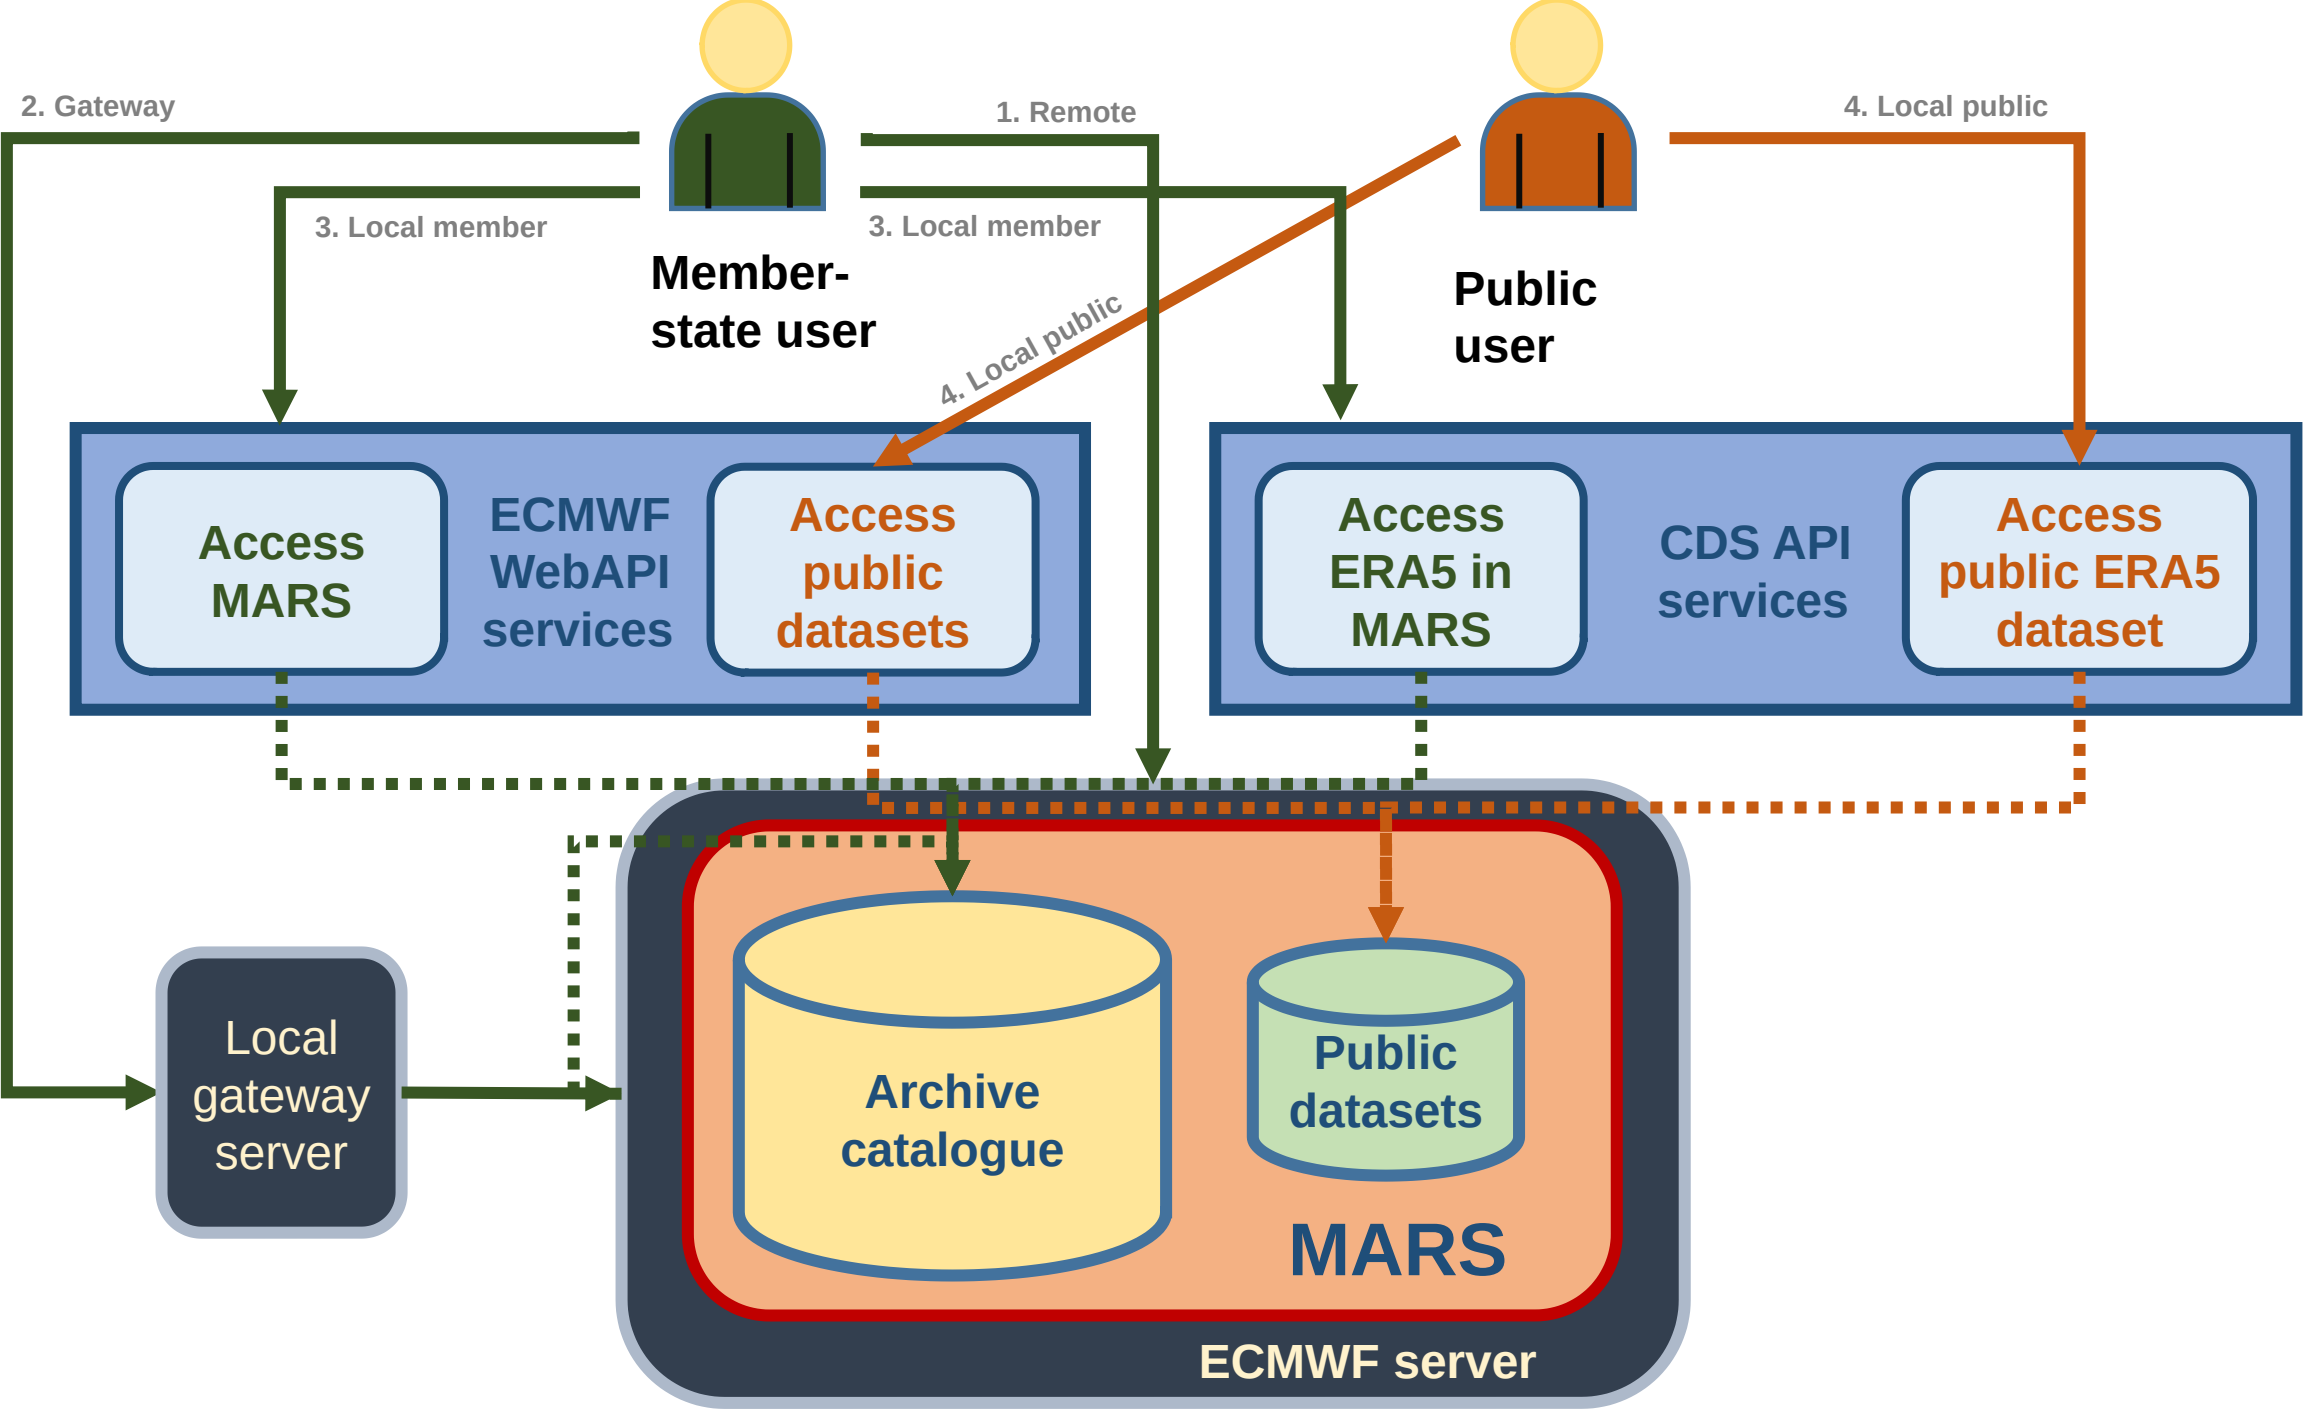 2. Gateway
1. Remote
4. Local public
3. Local member
3. Local member
Member-
state user
Public
user
4. Local public
Access
MARS
ECMWF
WebAPI
services
Access
public
datasets
Access
ERA5 in
MARS
CDS API
services
Access
public ERA5
dataset
Local
gateway
server
Archive
catalogue
Public
datasets
MARS
ECMWF server